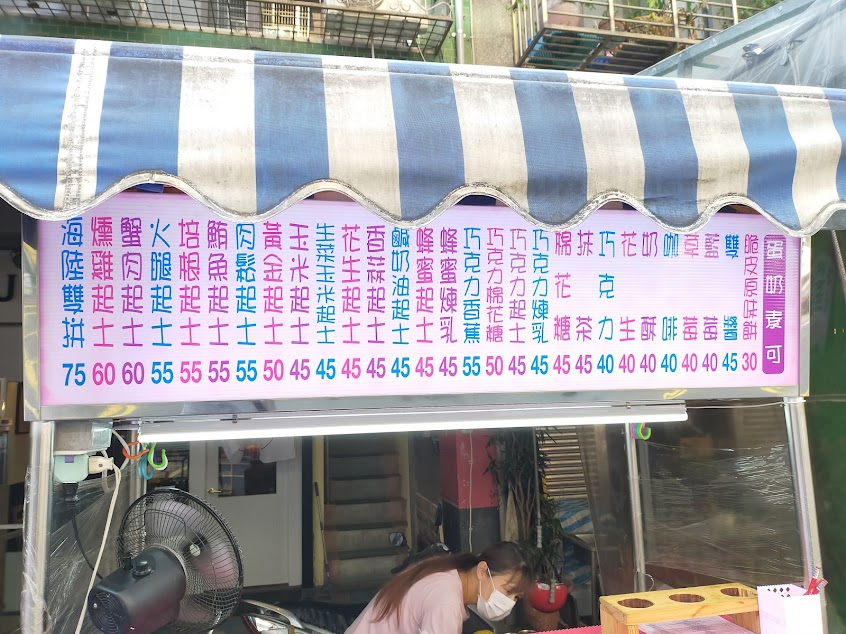 蛋奶素可
脆皮原味餅 30
雙醬 45
藍莓 40
草莓 40
咖啡 40
奶酥 40
花生 40
巧克力 40
抹茶 45
棉花糖 45
巧克力煉乳 45
巧克力起士 45
巧克力棉花糖 50
巧克力香蕉 55
蜂蜜煉乳 45
蜂蜜起士 45
鹹奶油起士 45
香蒜起士 45
花生起士 45
生菜玉米起士 45
玉米起士 45
黃金起士 50
肉鬆起士 55
鮪魚起士 55
培根起士 55
火腿起士 55
蟹肉起士 60
燻雞起士 60
海陸雙拼 75